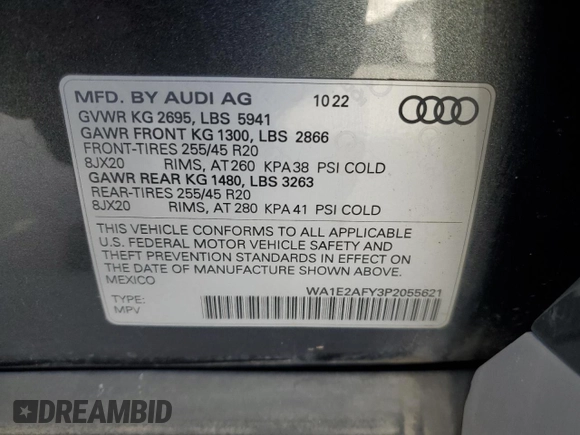 MFD. BY AUDI AG 10 22
GVWR KG 2695, LBS 5941
GAWR FRONT KG 1300, LBS 2866
FRONT-TIRES 255/45 R20
8JX20 RIMS, AT 260 KPA 38 PSI COLD
GAWR REAR KG 1480, LBS 3263
REAR-TIRES 255/45 R20
8JX20 RIMS, AT 280 KPA 41 PSI COLD
THIS VEHICLE CONFORMS TO ALL APPLICABLE
U.S. FEDERAL MOTOR VEHICLE SAFETY AND
THEFT PREVENTION STANDARDS IN EFFECT ON
THE DATE OF MANUFACTURE SHOWN ABOVE.
MEXICO
WA1E2AFY3P2055621
TYPE:
MPV
DREAMBID